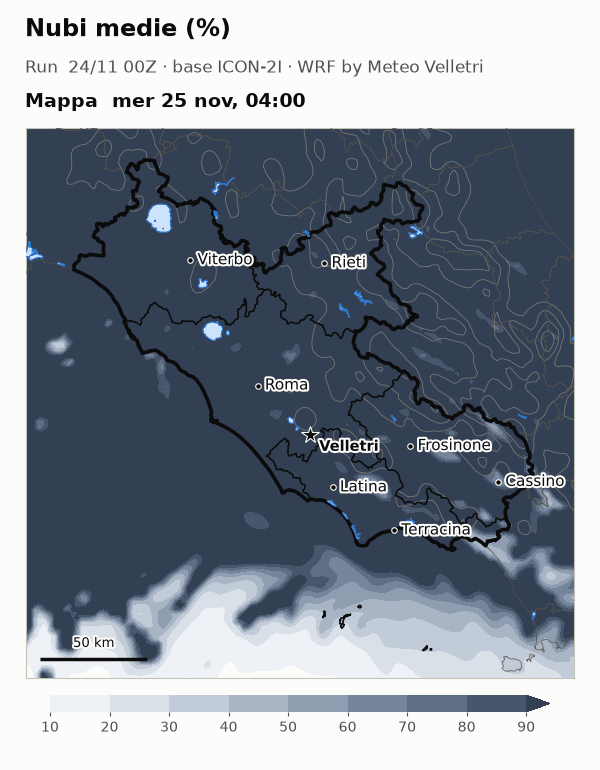 Nubi medie (%)
Run  24/11 00Z · base ICON-2I · WRF by Meteo Velletri
Mappa  mer 25 nov, 04:00
Viterbo
Rieti
Roma
Velletri
Frosinone
Cassino
Latina
Terracina
50 km
10 20 30 40 50 60 70 80 90